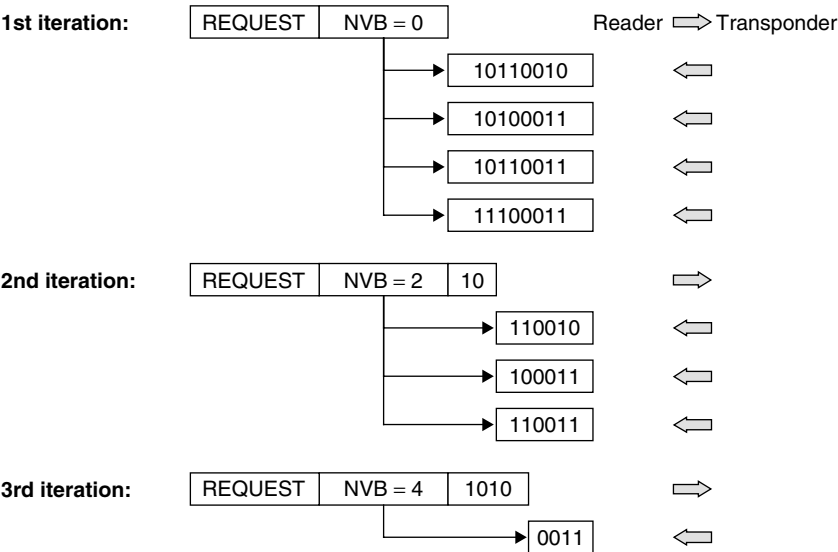 1st iteration: REQUEST NVB = 0 Reader Transponder
10110010
10100011
10110011
11100011
2nd iteration: REQUEST NVB = 2 10
110010
100011
110011
3rd iteration: REQUEST NVB = 4 1010
0011